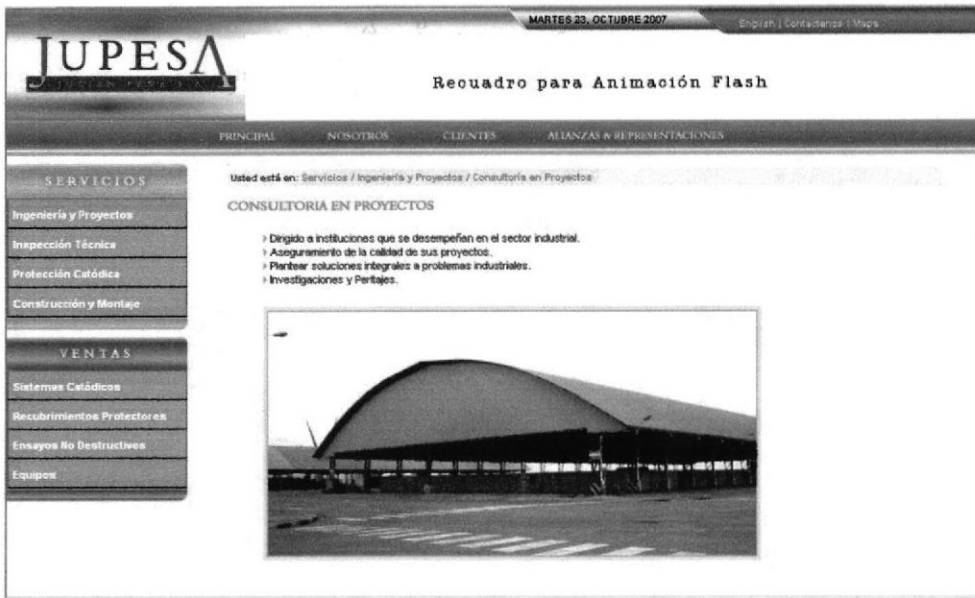 MARTES 23, OCTUBRE 2007
English | Contáctenos | Mapa
JUPESA
Recuadro para Animación Flash
PRINCIPAL NOSOTROS CLIENTES ALIANZAS & REPRESENTACIONES
SERVICIOS
Ingeniería y Proyectos
Inspección Técnica
Protección Catódica
Construcción y Montaje
VENTAS
Sistemas Catódicos
Recubrimientos Protectores
Ensayos No Destructivos
Equipos
Usted está en: Servicios / Ingeniería y Proyectos / Consultoría en Proyectos
CONSULTORIA EN PROYECTOS
Dirigido a instituciones que se desempeñan en el sector industrial.
Aseguramiento de la calidad de sus proyectos.
Plantear soluciones integrales a problemas industriales.
Investigaciones y Peritajes.